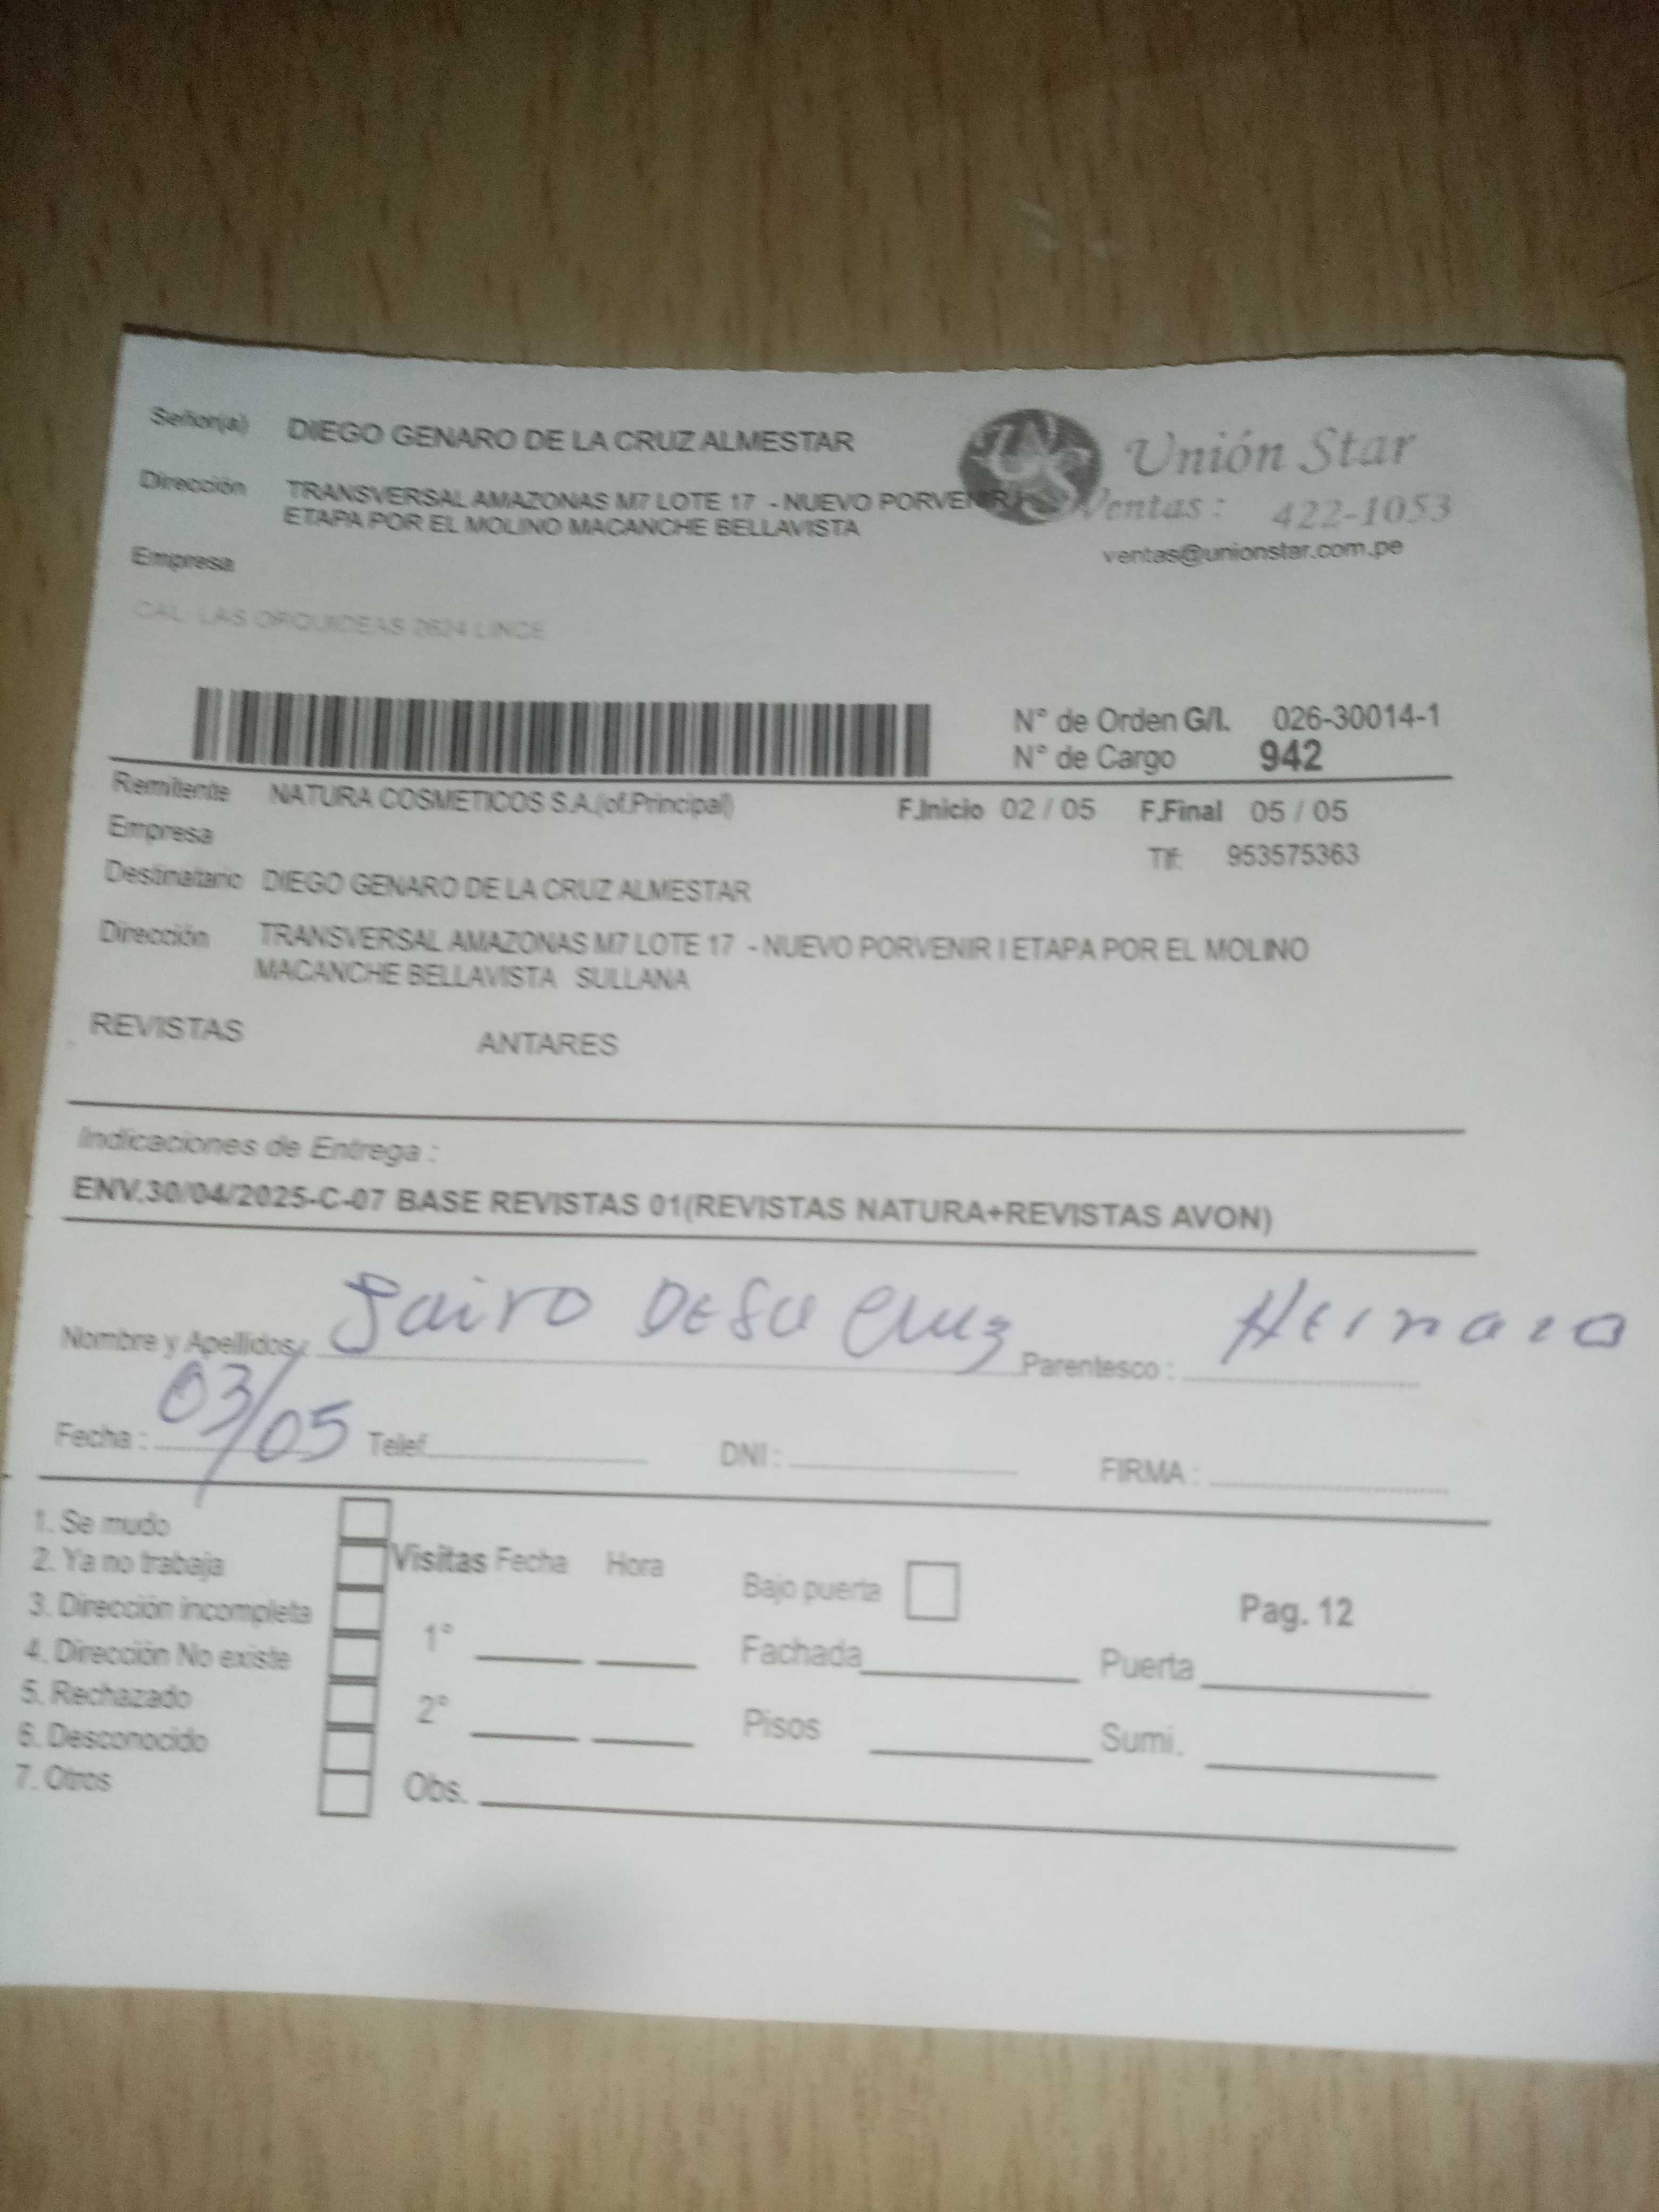 Señor(a) DIEGO GENARO DE LA CRUZ ALMESTAR
Unión Star
Dirección TRANSVERSAL AMAZONAS M7 LOTE 17 - NUEVO PORVENIR I
ETAPA POR EL MOLINO MACANCHE BELLAVISTA
Ventas: 422-1053
ventas@unionstar.com.pe
Empresa
CAL. LAS ORQUIDEAS 2624 LINCE
N° de Orden G/I. 026-30014-1
N° de Cargo 942
Remitente NATURA COSMETICOS S.A.(of.Principal) F.Inicio 02 / 05 F.Final 05 / 05
Empresa
Tlf: 953575363
Destinatario DIEGO GENARO DE LA CRUZ ALMESTAR
Dirección TRANSVERSAL AMAZONAS M7 LOTE 17 - NUEVO PORVENIR I ETAPA POR EL MOLINO
MACANCHE BELLAVISTA SULLANA
REVISTAS ANTARES
Indicaciones de Entrega :
ENV.30/04/2025-C-07 BASE REVISTAS 01(REVISTAS NATURA+REVISTAS AVON)
Nombre y Apellidos: Jairo De La Cruz Parentesco :
Fecha : 03/05 Telef. DNI : FIRMA :
1. Se mudo
2. Ya no trabaja
3. Dirección incompleta
4. Dirección No existe
5. Rechazado
6. Desconocido
7. Otros
Visitas Fecha Hora
1°
2°
Obs.
Bajo puerta
Fachada
Pisos
Pag. 12
Puerta
Sumi.